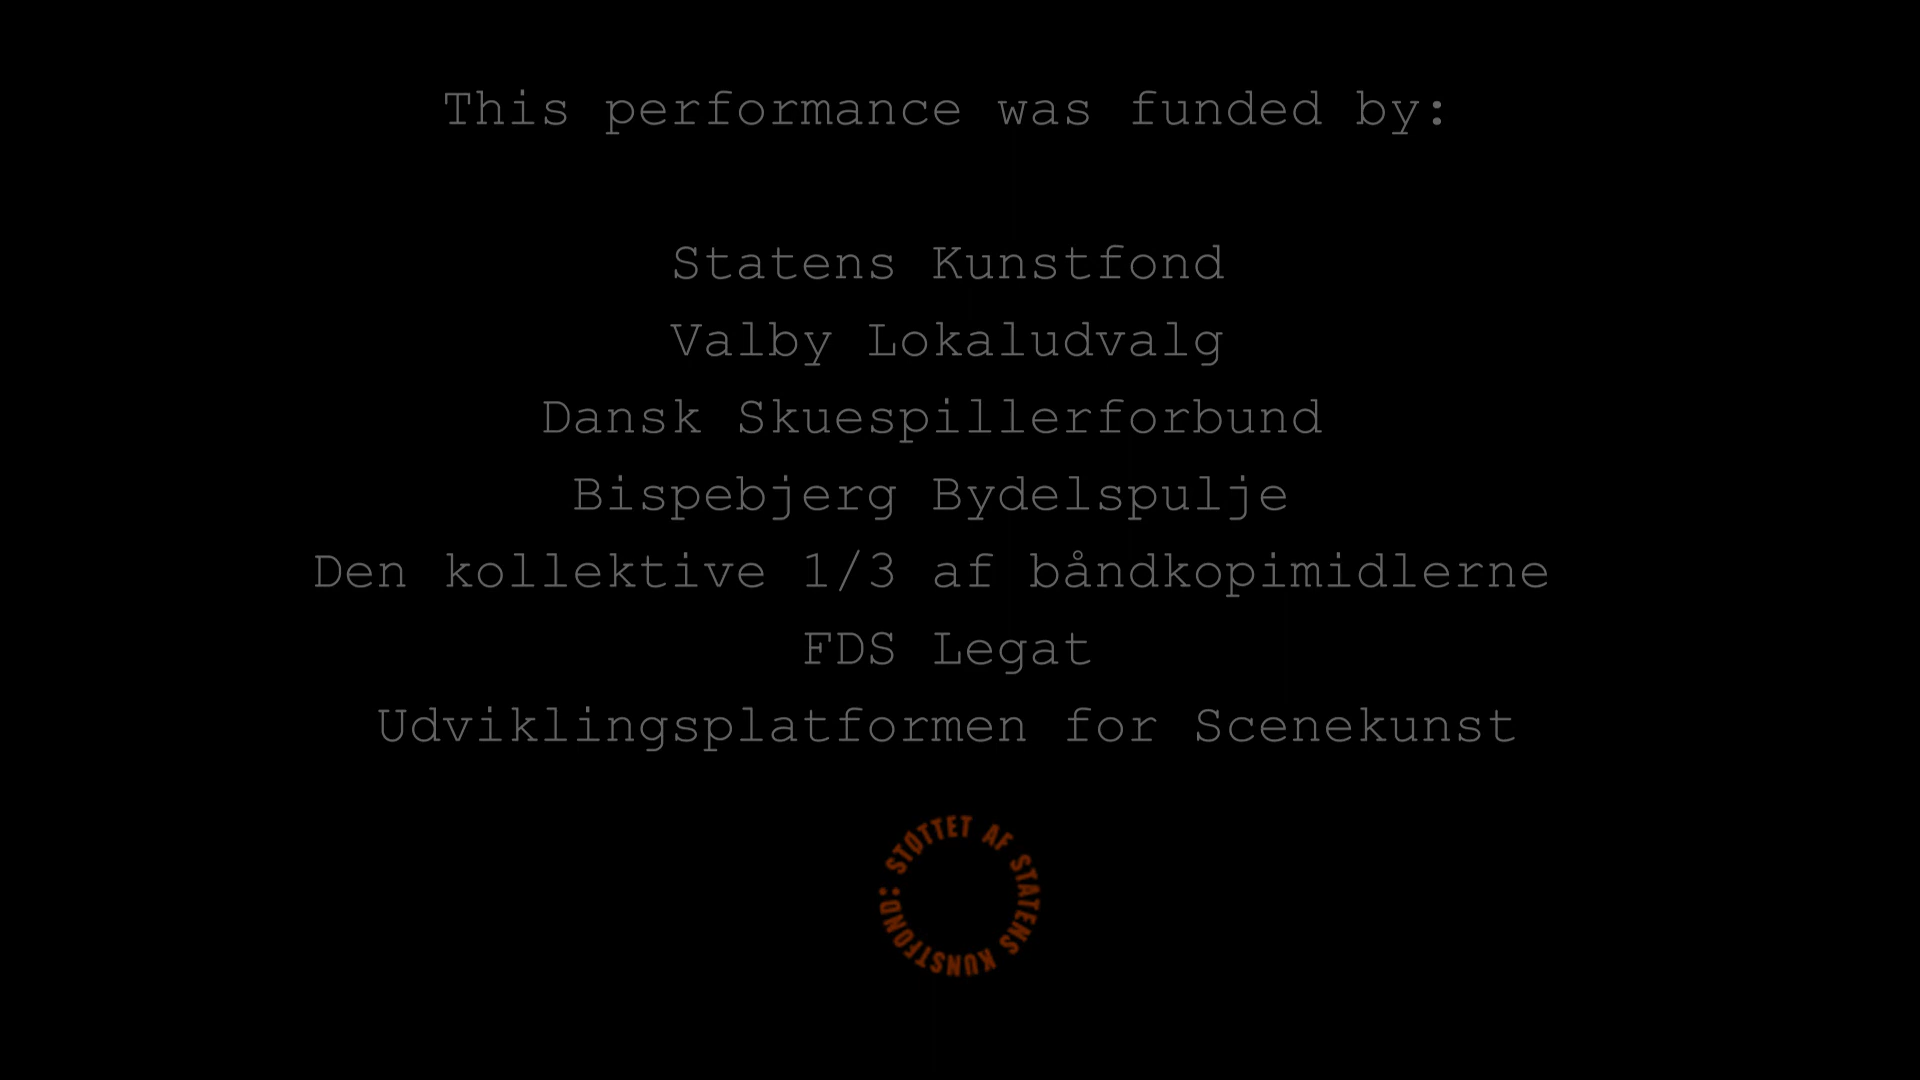 This performance was funded by:
Statens Kunstfond
Valby Lokaludvalg
Dansk Skuespillerforbund
Bispebjerg Bydelspulje
Den kollektive 1/3 af båndkopimidlerne
FDS Legat
Udviklingsplatformen for Scenekunst
STØTTET AF STATENS KUNSTFOND: